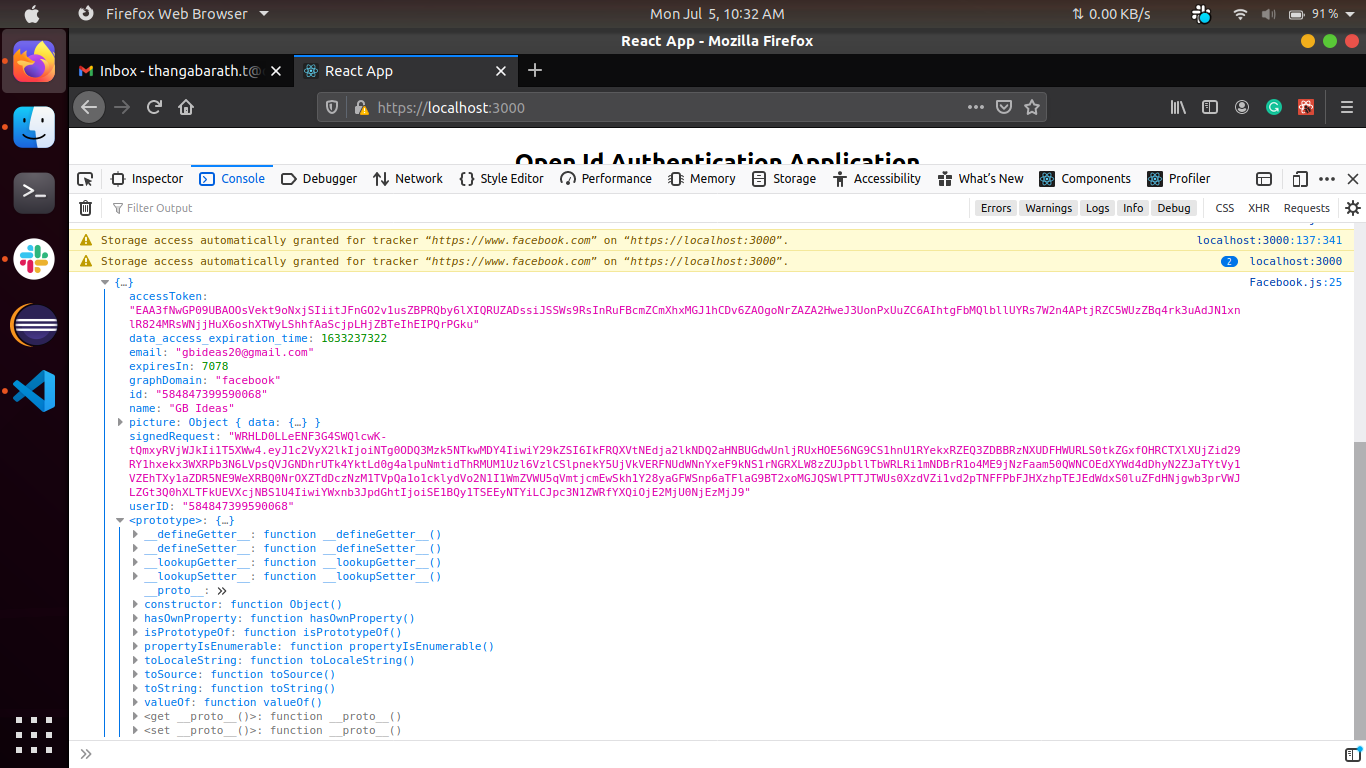 Firefox Web Browser
Mon Jul 5, 10:32 AM
0.00 KB/s
91 %
React App - Mozilla Firefox
Inbox - thangabarath.t@
React App
https://localhost:3000
Open Id Authentication Application
Inspector Console Debugger Network Style Editor Performance Memory Storage Accessibility What's New Components Profiler
Filter Output
Errors Warnings Logs Info Debug CSS XHR Requests
Storage access automatically granted for tracker “https://www.facebook.com” on “https://localhost:3000”. localhost:3000:137:341
Storage access automatically granted for tracker “https://www.facebook.com” on “https://localhost:3000”. 2 localhost:3000
{…} Facebook.js:25
accessToken:
data_access_expiration_time: 1633237322
email: "gbideas20@gmail.com"
expiresIn: 7078
graphDomain: "facebook"
id: "584847399590068"
name: "GB Ideas"
picture: Object { data: {…} }
signedRequest:
userID: "584847399590068"
<prototype>: {…}
__defineGetter__: function __defineGetter__()
__defineSetter__: function __defineSetter__()
__lookupGetter__: function __lookupGetter__()
__lookupSetter__: function __lookupSetter__()
__proto__: »
constructor: function Object()
hasOwnProperty: function hasOwnProperty()
isPrototypeOf: function isPrototypeOf()
propertyIsEnumerable: function propertyIsEnumerable()
toLocaleString: function toLocaleString()
toSource: function toSource()
toString: function toString()
valueOf: function valueOf()
<get __proto__()>: function __proto__()
<set __proto__()>: function __proto__()